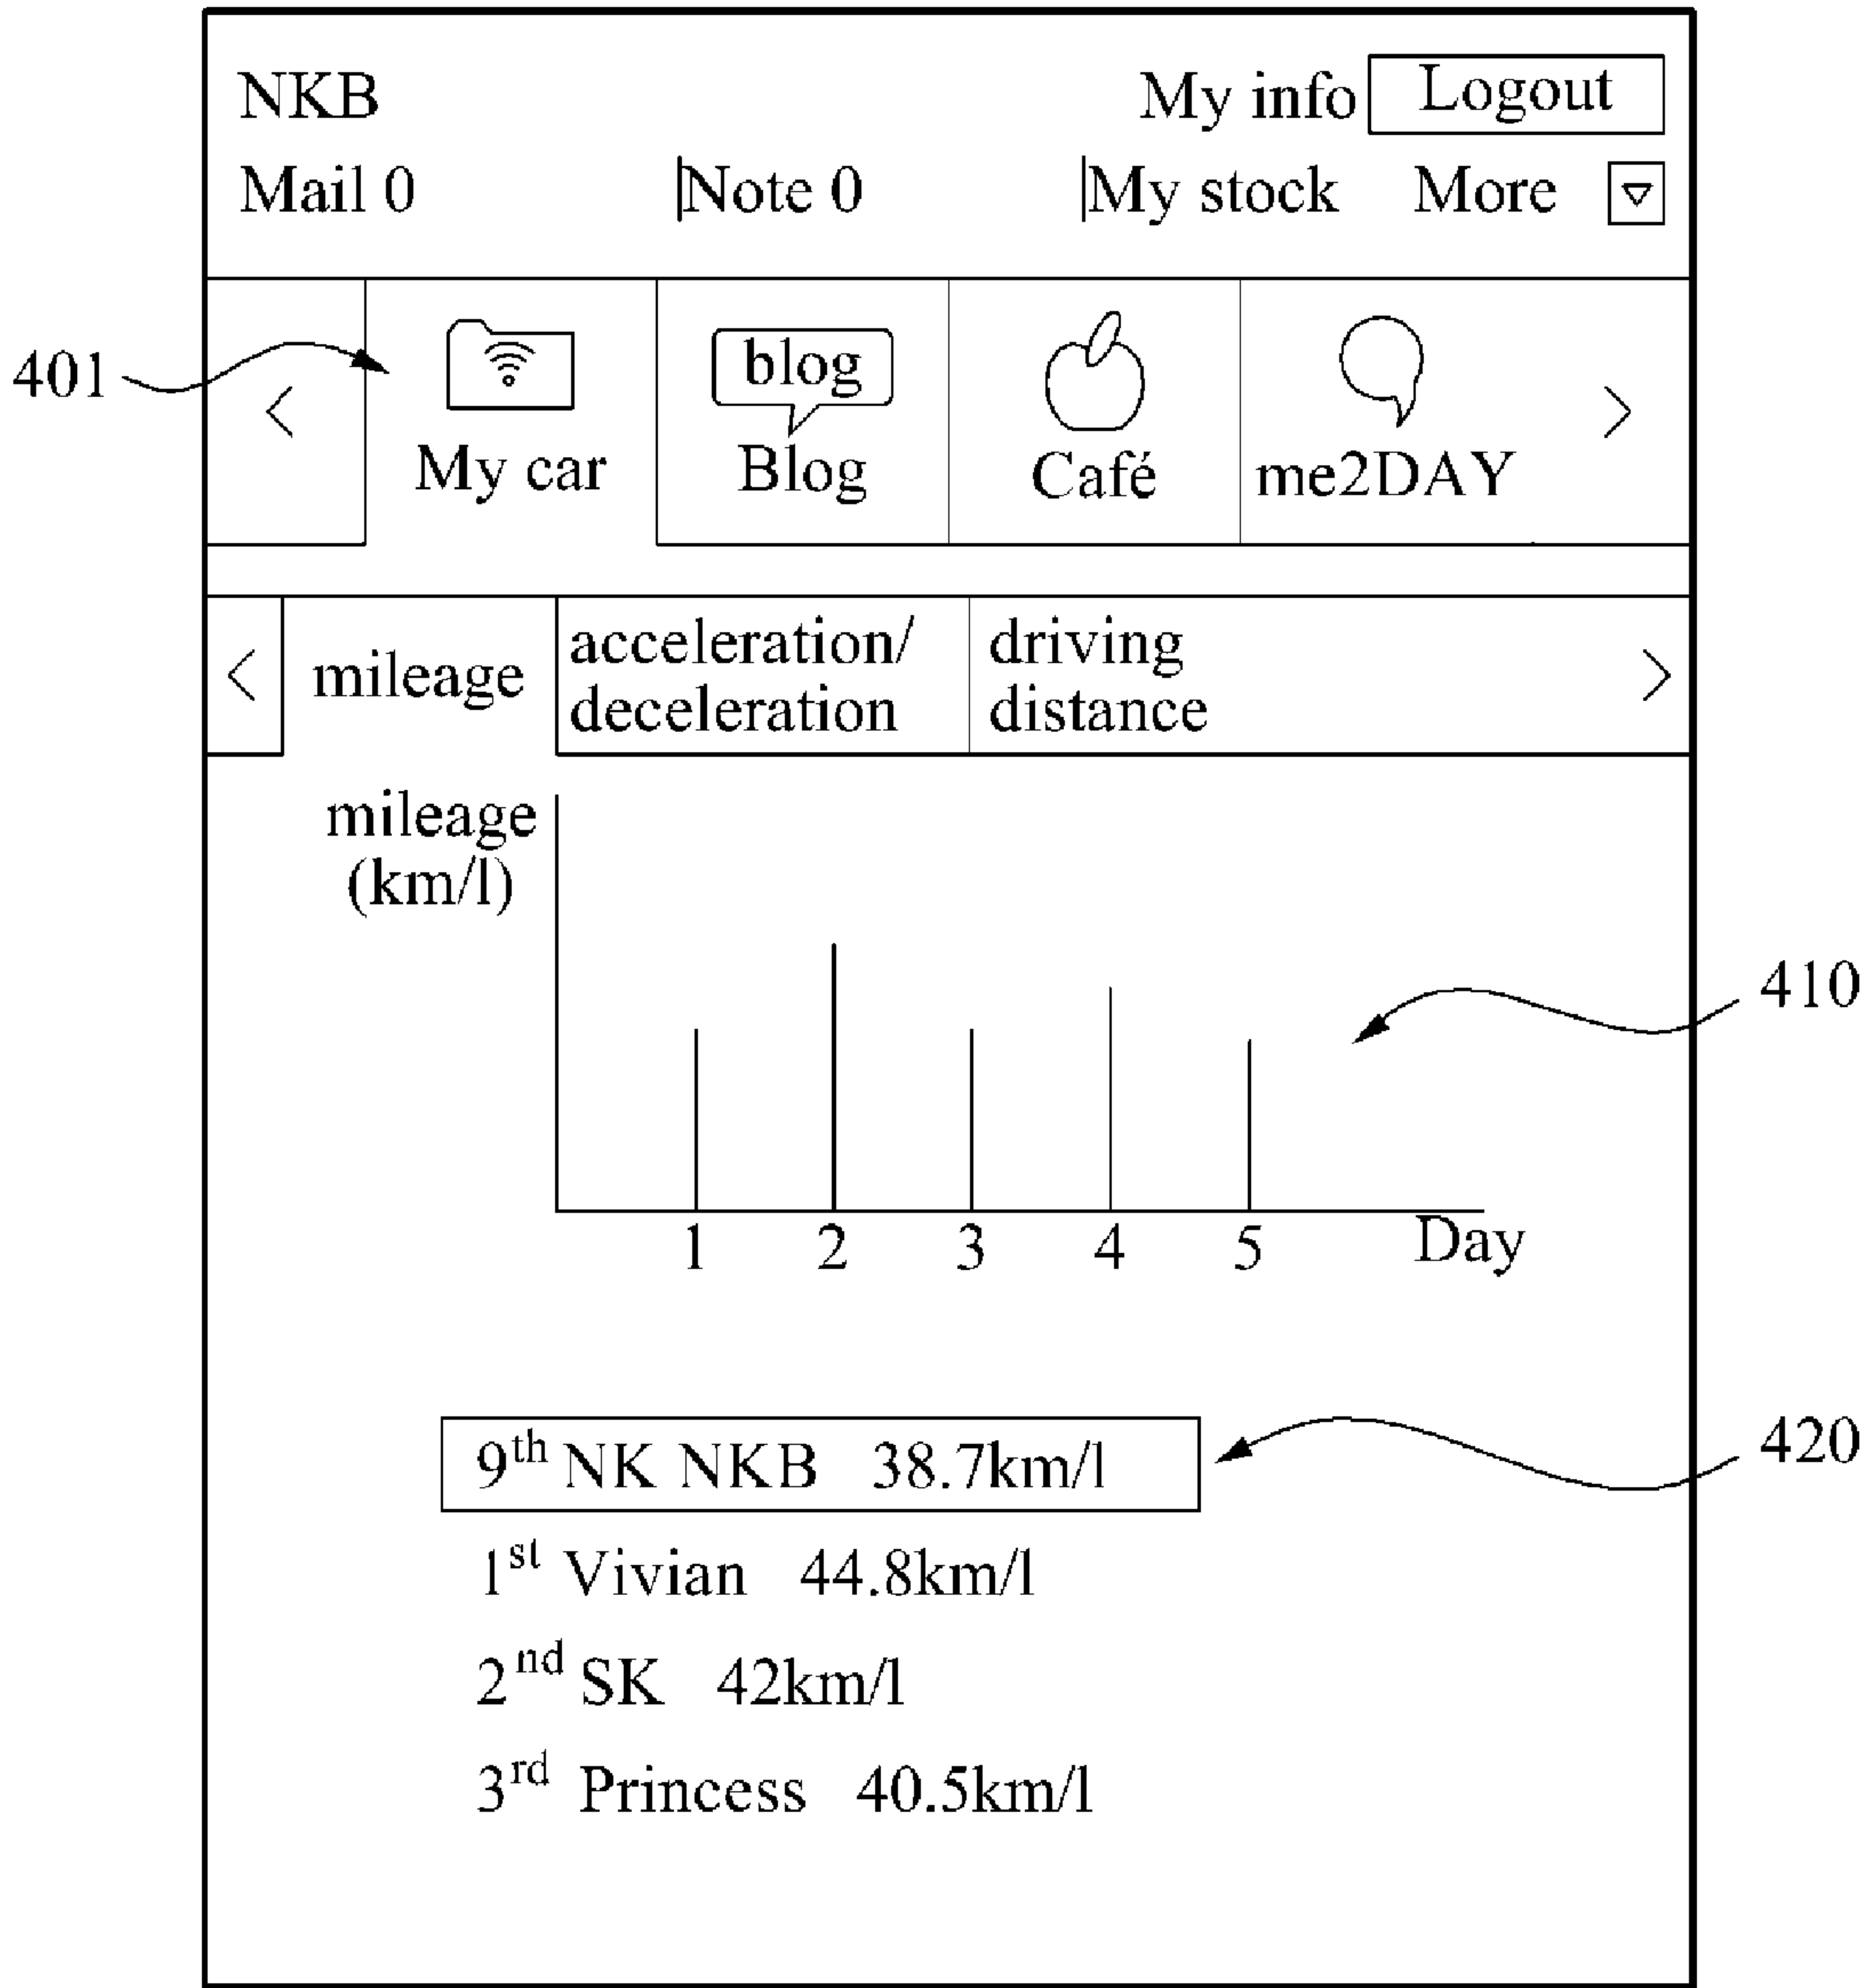 NKB My info Logout
Mail 0 Note 0 My stock More
401
blog
My car Blog Café me2DAY
mileage acceleration/ deceleration driving distance
mileage
(km/l)
410
1 2 3 4 5 Day
420
9th NK NKB 38.7km/l
1st Vivian 44.8km/l
2nd SK 42km/l
3rd Princess 40.5km/l